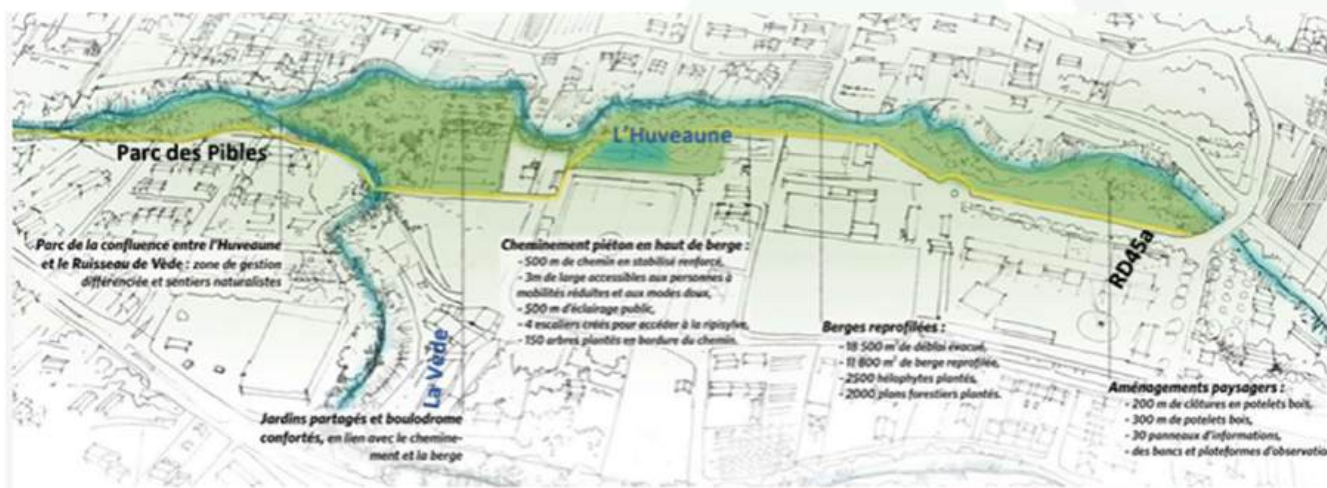 L'Huveaune
Parc des Pibles
Parc de la confluence entre l'Huveaune
et le Ruisseau de Vède : zone de gestion
différenciée et sentiers naturalistes
Cheminement piéton en haut de berge :
- 500 m de chemin en stabilisé renforcé,
- 3m de large accessibles aux personnes à
mobilités réduites et aux modes doux,
- 500 m d'éclairage public,
- 4 escaliers créés pour accéder à la ripisylve,
- 150 arbres plantés en bordure du chemin.
RD45a
La Vède
Jardins partagés et boulodrome
confortés, en lien avec le chemine-
ment et la berge
Berges reprofilées :
- 18 500 m³ de déblai évacué,
- 11 800 m² de berge reprofilée,
- 2500 hélophytes plantés,
- 2000 plans forestiers plantés.
Aménagements paysagers :
- 200 m de clôtures en potelets bois,
- 300 m de potelets bois,
- 30 panneaux d'informations,
- des bancs et plateformes d'observatio